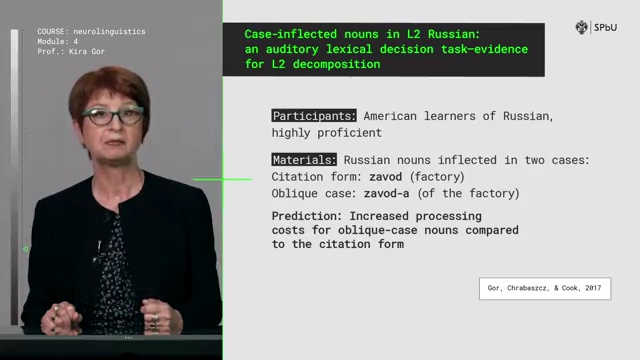 COURSE: neurolinguistics
Module: 4
Prof.: Kira Gor
Case-inflected nouns in L2 Russian:
an auditory lexical decision task—evidence
for L2 decomposition
SPbU
Participants: American learners of Russian,
highly proficient
Materials: Russian nouns inflected in two cases:
Citation form: zavod (factory)
Oblique case: zavod-a (of the factory)
Prediction: Increased processing
costs for oblique-case nouns compared
to the citation form
Gor, Chrabaszcz, & Cook, 2017